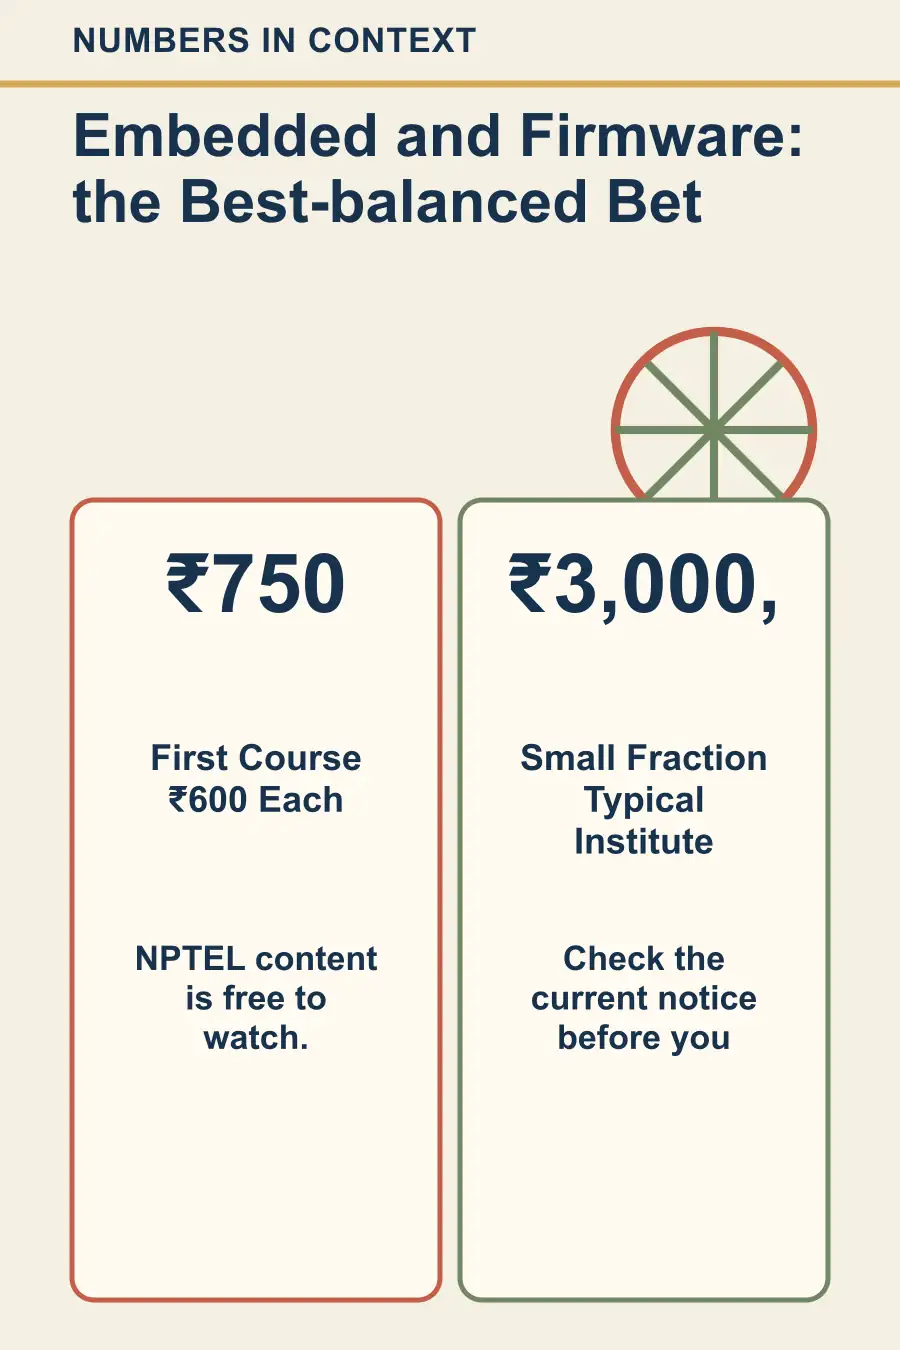 NUMBERS IN CONTEXT
Embedded and Firmware:
the Best-balanced Bet
₹750
First Course
₹600 Each
NPTEL content
is free to
watch.
₹3,000,
Small Fraction
Typical
Institute
Check the
current notice
before you